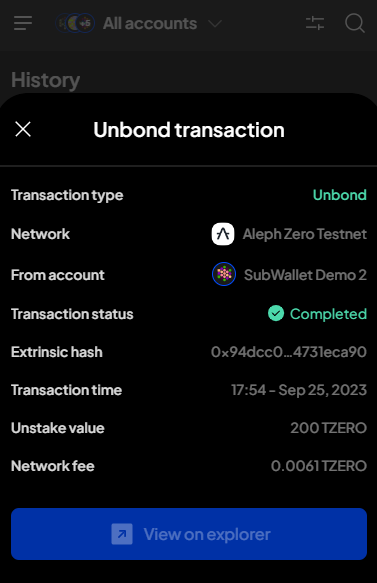 All accounts
History
Unbond transaction
Transaction type Unbond
Network Aleph Zero Testnet
From account SubWallet Demo 2
Transaction status Completed
Extrinsic hash 0x94dcc0...4731eca90
Transaction time 17:54 - Sep 25, 2023
Unstake value 200 TZERO
Network fee 0.0061 TZERO
View on explorer